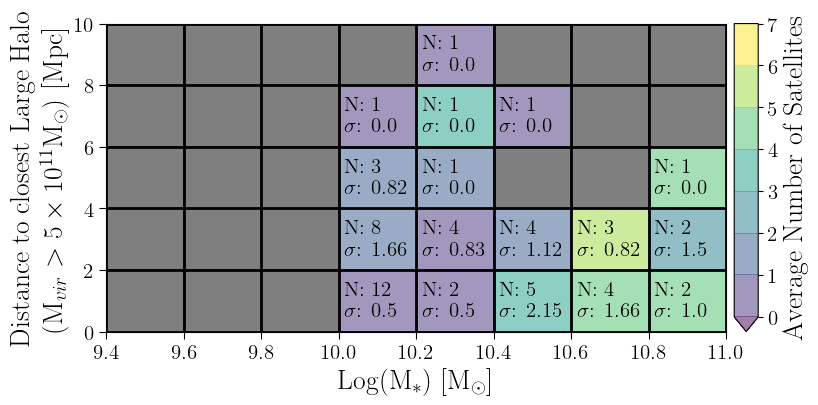 Distance to closest Large Halo
(M_vir > 5 × 10^11 M_⊙) [Mpc]
10
8
6
4
2
0
N: 1
σ: 0.0
N: 1
σ: 0.0
N: 1
σ: 0.0
N: 1
σ: 0.0
N: 3
σ: 0.82
N: 1
σ: 0.0
N: 1
σ: 0.0
N: 8
σ: 1.66
N: 4
σ: 0.83
N: 4
σ: 1.12
N: 3
σ: 0.82
N: 2
σ: 1.5
N: 12
σ: 0.5
N: 2
σ: 0.5
N: 5
σ: 2.15
N: 4
σ: 1.66
N: 2
σ: 1.0
9.4 9.6 9.8 10.0 10.2 10.4 10.6 10.8 11.0
Log(M_*) [M_⊙]
7
6
5
4
3
2
1
0
Average Number of Satellites